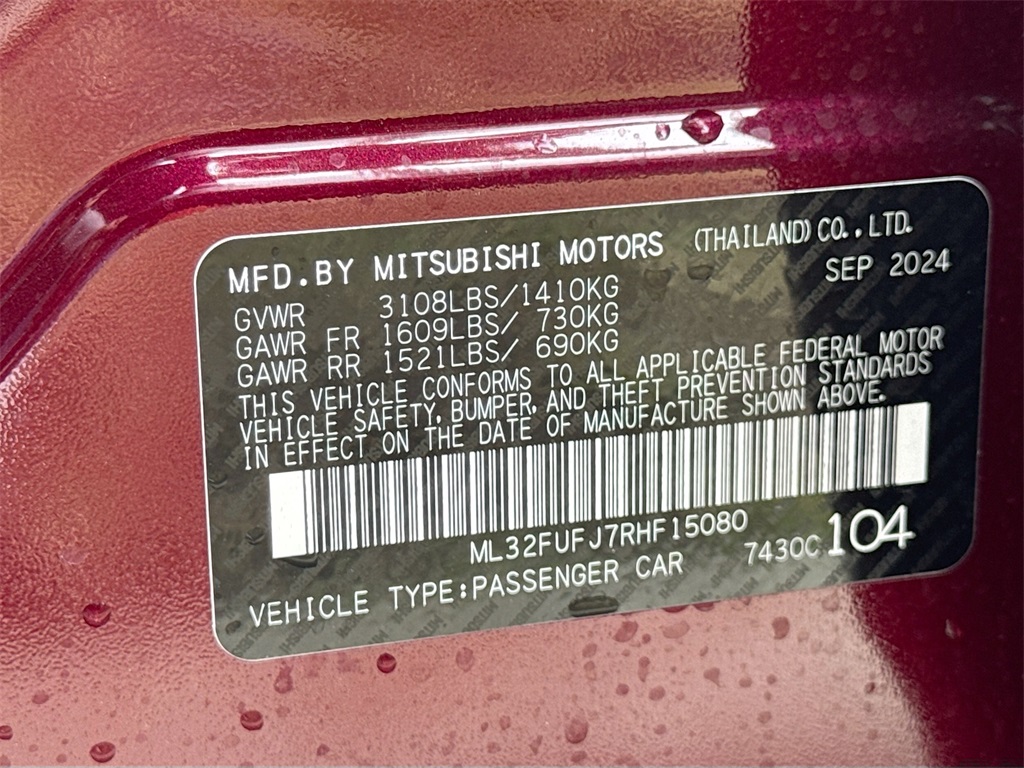 MFD.BY MITSUBISHI MOTORS (THAILAND)CO.,LTD.
SEP 2024
GVWR 3108LBS/1410KG
GAWR FR 1609LBS/ 730KG
GAWR RR 1521LBS/ 690KG
THIS VEHICLE CONFORMS TO ALL APPLICABLE FEDERAL MOTOR
VEHICLE SAFETY, BUMPER, AND THEFT PREVENTION STANDARDS
IN EFFECT ON THE DATE OF MANUFACTURE SHOWN ABOVE.
ML32FUFJ7RHF15080
7430C 104
VEHICLE TYPE:PASSENGER CAR